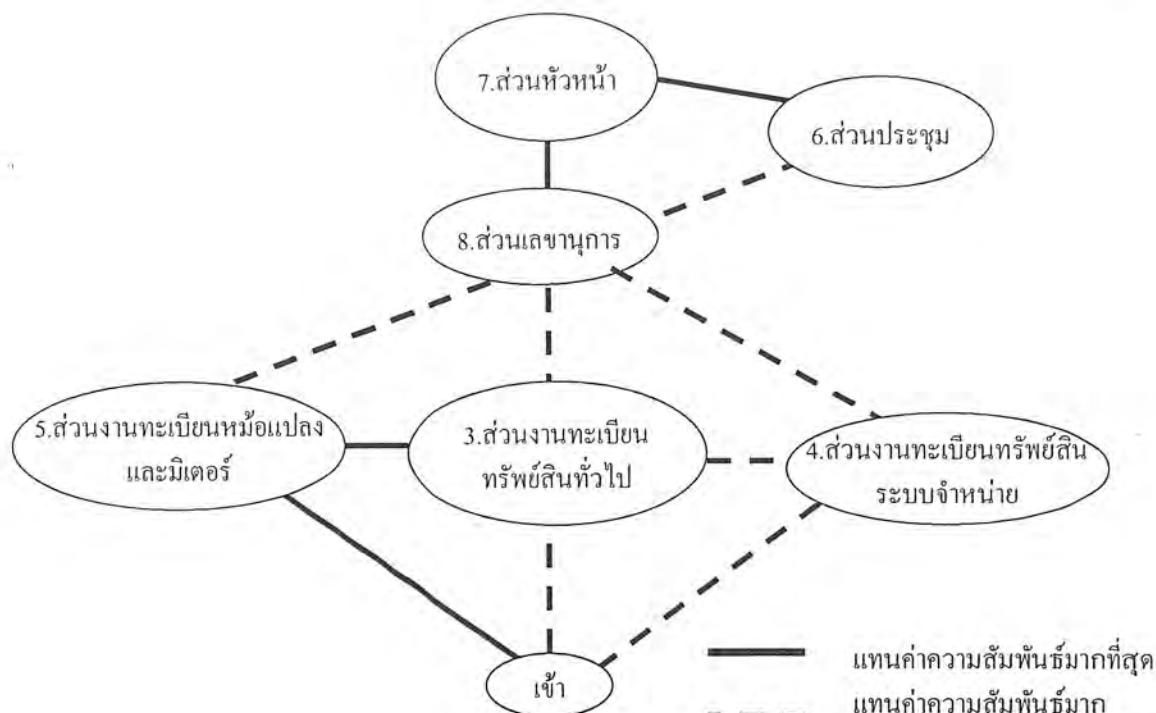 7.ส่วนหัวหน้า
6.ส่วนประชุม
8.ส่วนเลขานุการ
5.ส่วนงานทะเบียนหม้อแปลง
และมิเตอร์
3.ส่วนงานทะเบียน
ทรัพย์สินทั่วไป
4.ส่วนงานทะเบียนทรัพย์สิน
ระบบจำหน่าย
เข้า
แทนค่าความสัมพันธ์มากที่สุด
แทนค่าความสัมพันธ์มาก